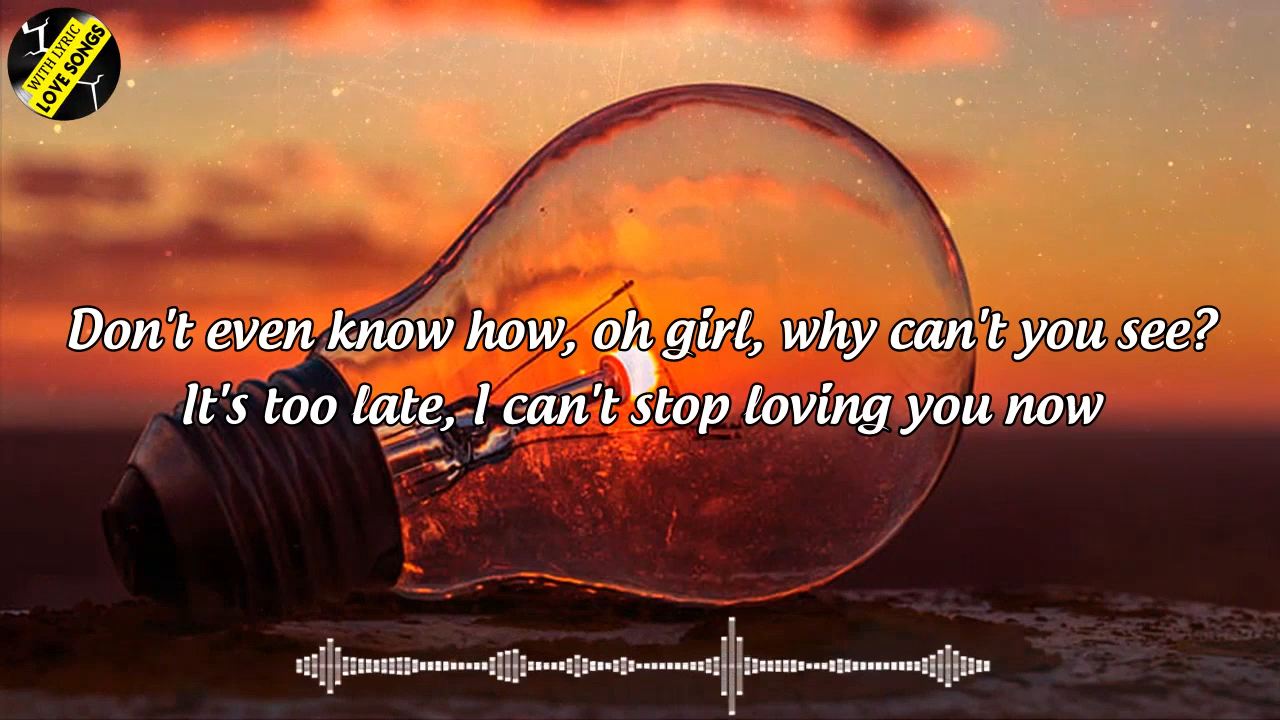 WITH LYRIC
LOVE SONGS
Don't even know how, oh girl, why can't you see?
It's too late, I can't stop loving you now